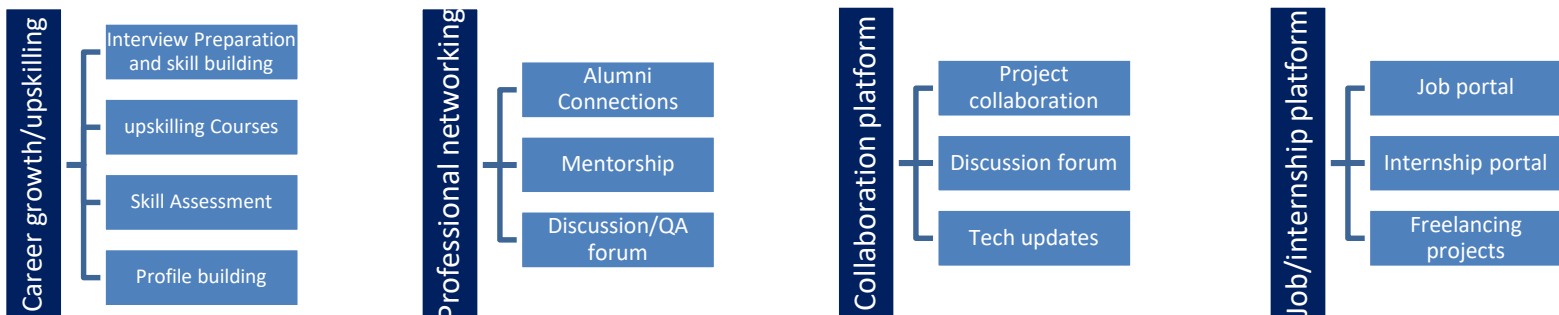 Career growth/upskilling
Interview Preparation
and skill building
upskilling Courses
Skill Assessment
Profile building
Professional networking
Alumni
Connections
Mentorship
Discussion/QA
forum
Collaboration platform
Project
collaboration
Discussion forum
Tech updates
Job/internship platform
Job portal
Internship portal
Freelancing
projects